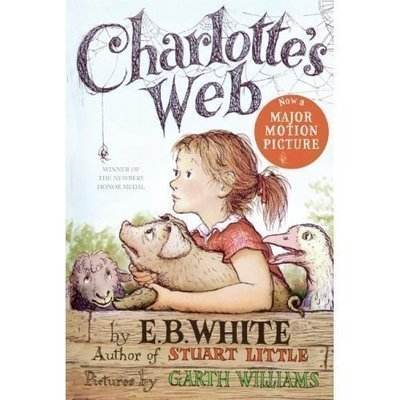 Charlotte's
Web
Now a
MAJOR
MOTION
PICTURE
WINNER OF
THE NEWBERY
HONOR MEDAL
by E.B. WHITE
Author of STUART LITTLE
Pictures by GARTH WILLIAMS